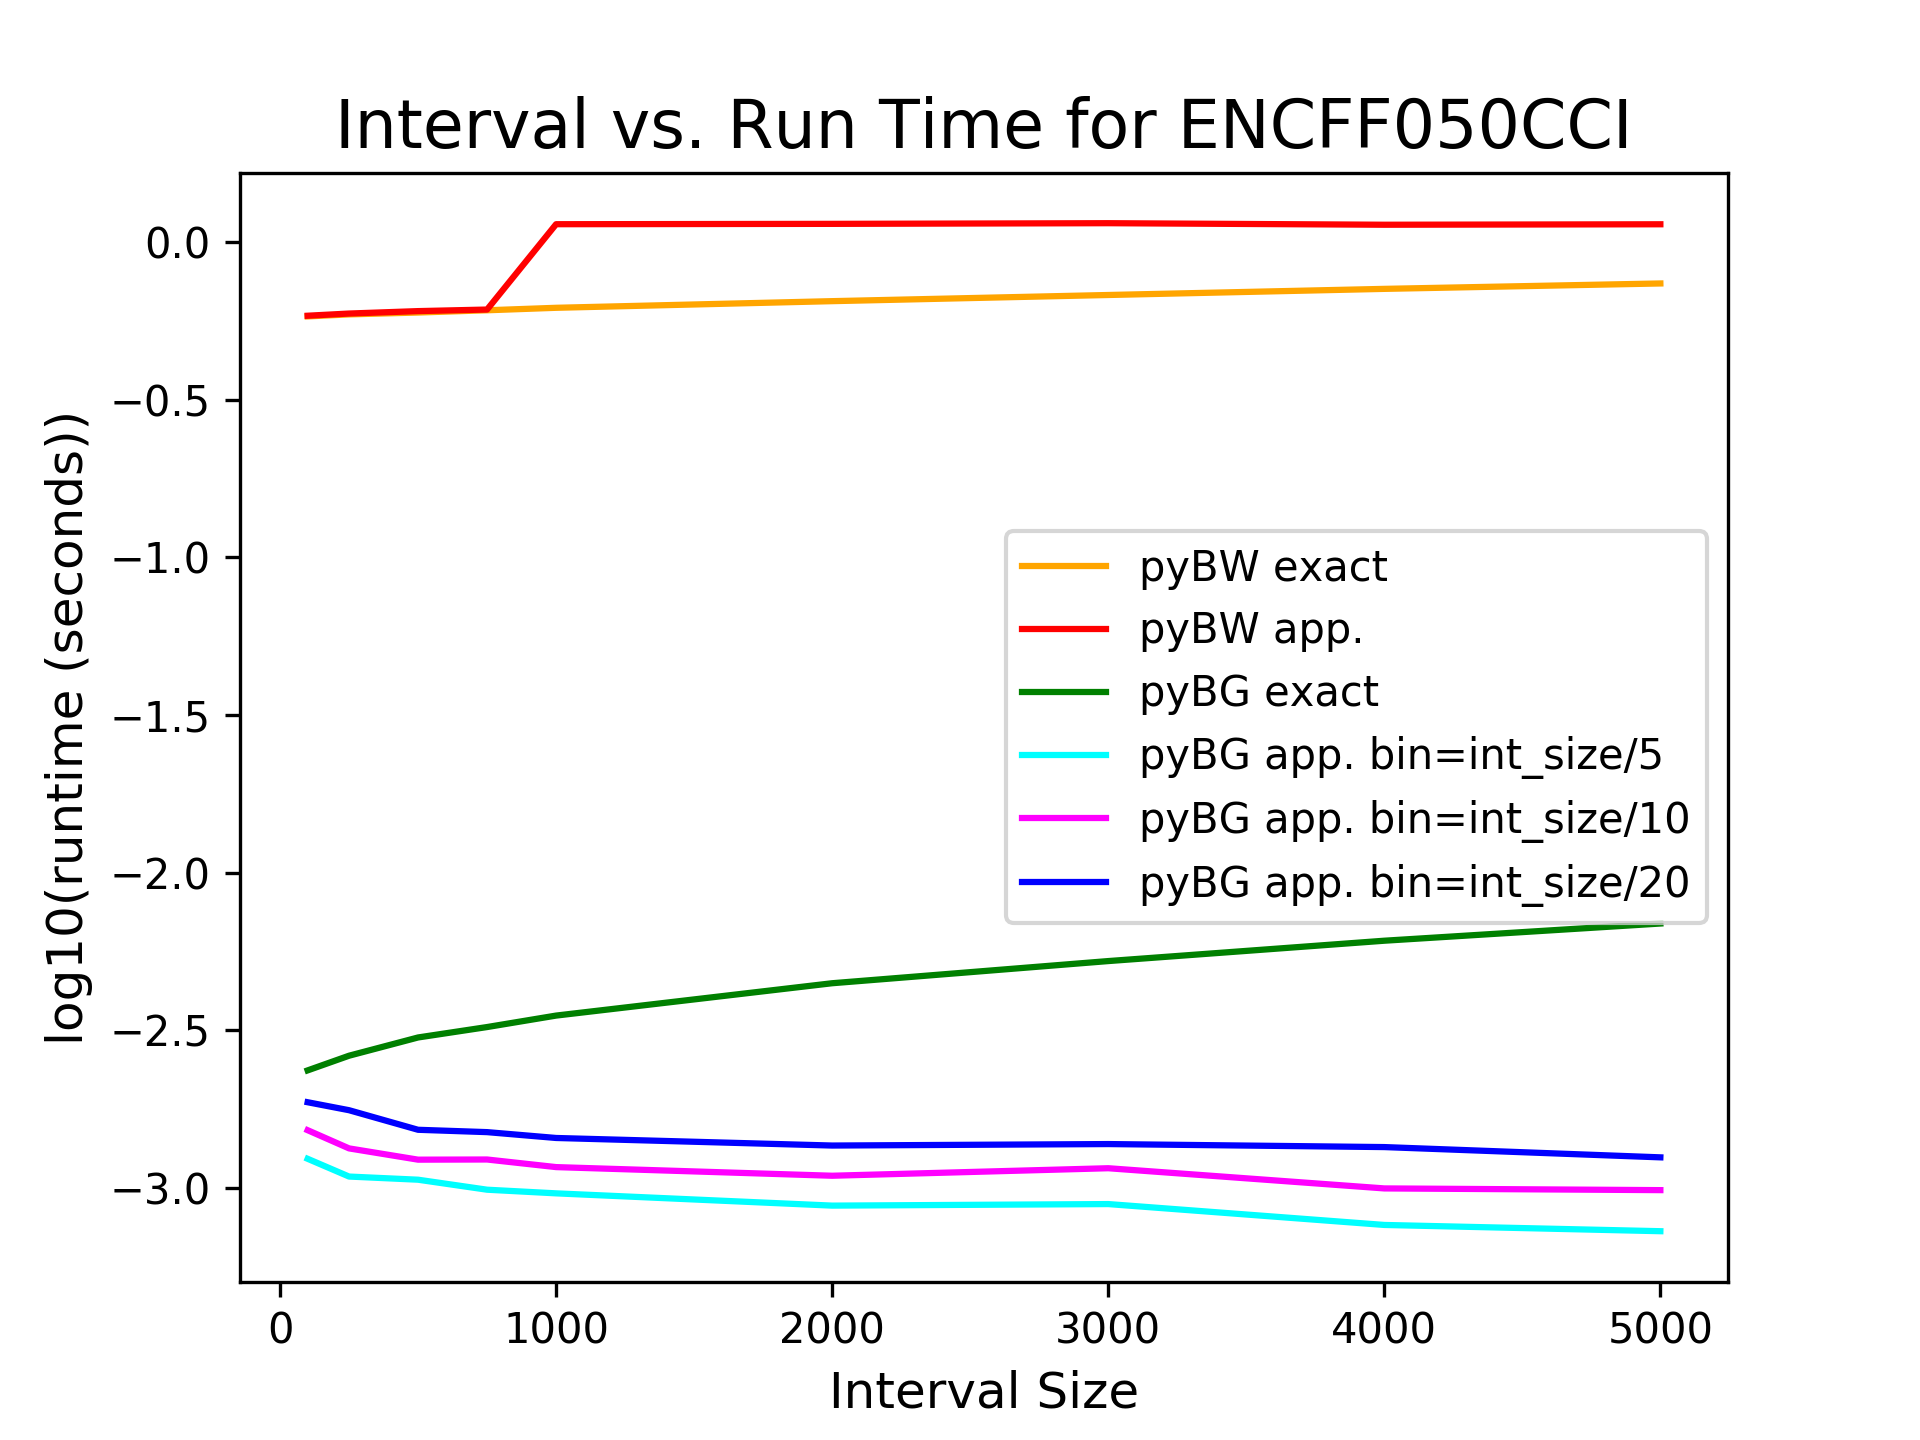 Interval vs. Run Time for ENCFF050CCI
log10(runtime (seconds))
0.0
−0.5
−1.0
−1.5
−2.0
−2.5
−3.0
pyBW exact
pyBW app.
pyBG exact
pyBG app. bin=int_size/5
pyBG app. bin=int_size/10
pyBG app. bin=int_size/20
0 1000 2000 3000 4000 5000
Interval Size